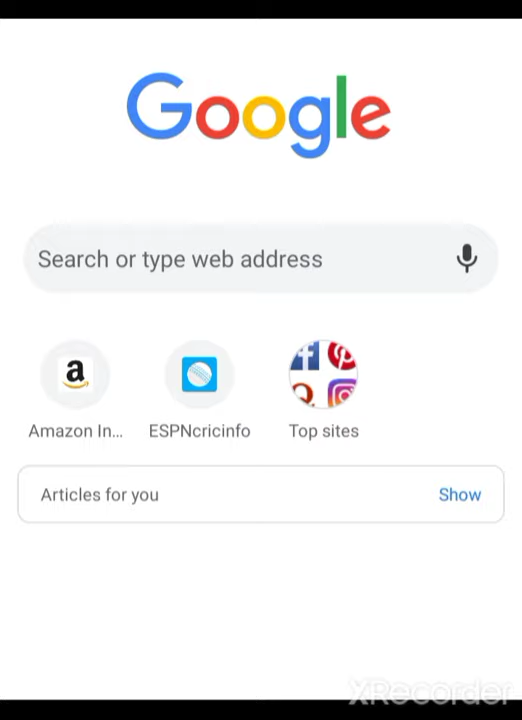 Google
Search or type web address
Amazon In... ESPNcricinfo Top sites
Articles for you Show
XRecorder